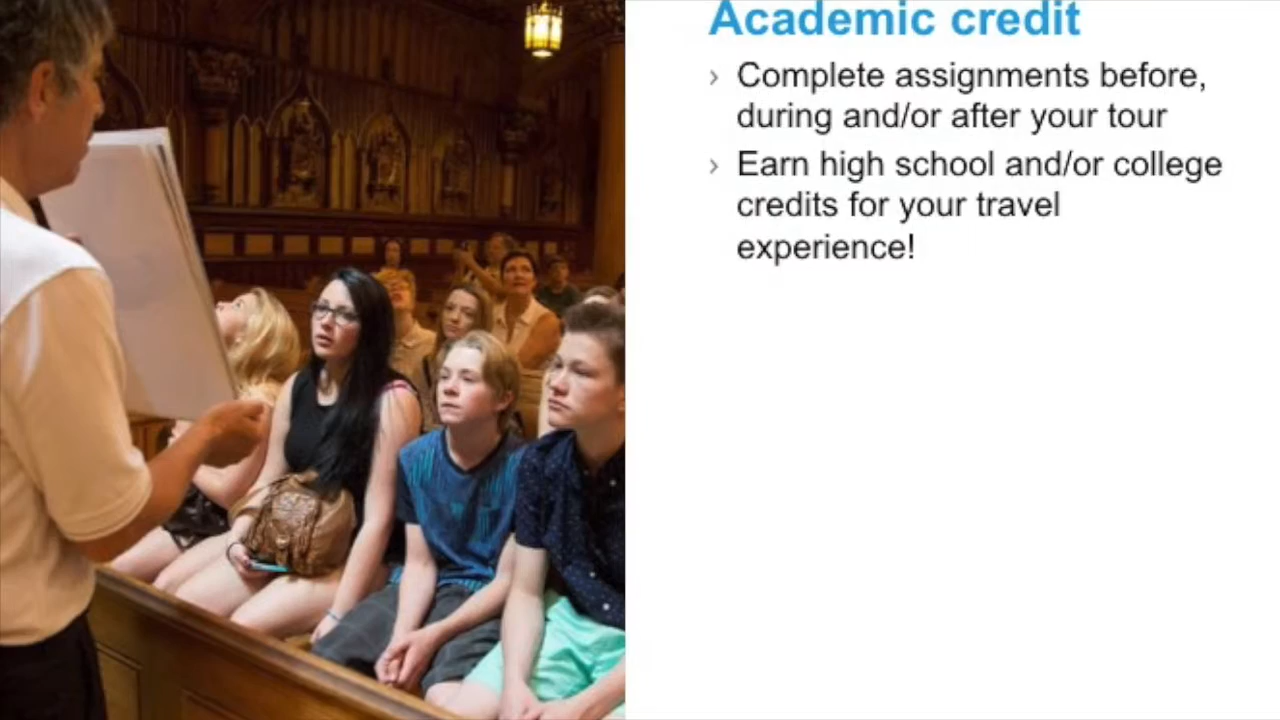 Academic credit
› Complete assignments before,
during and/or after your tour
› Earn high school and/or college
credits for your travel
experience!